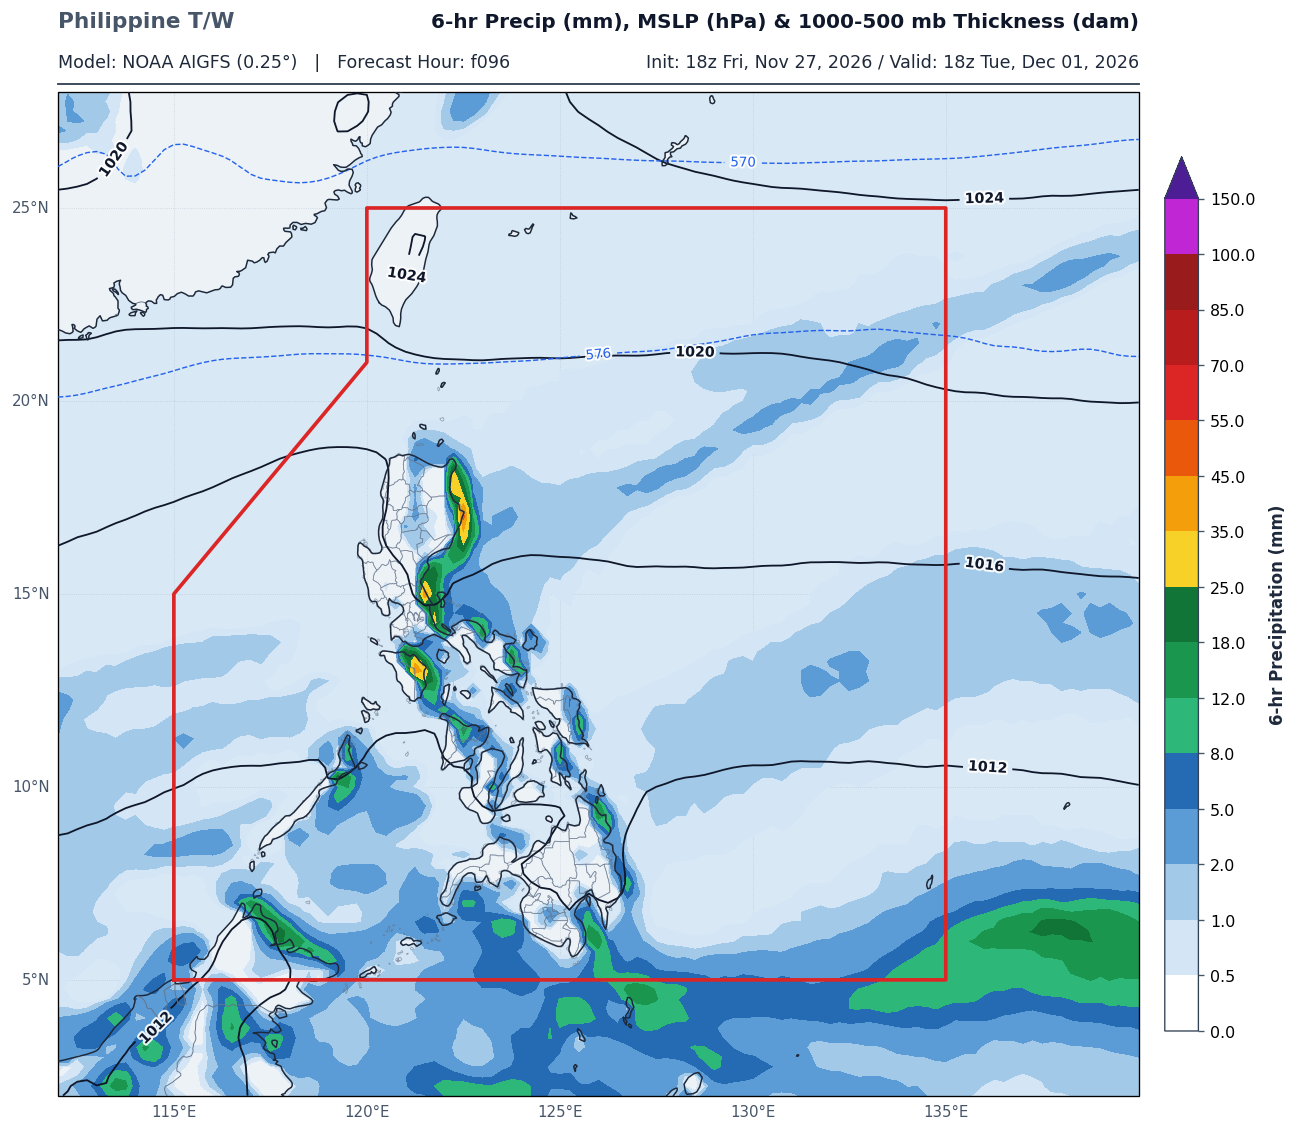 Philippine T/W
6-hr Precip (mm), MSLP (hPa) & 1000-500 mb Thickness (dam)
Model: NOAA AIGFS (0.25°)   |   Forecast Hour: f096
Init: 18z Fri, Nov 27, 2026 / Valid: 18z Tue, Dec 01, 2026
1020
570
1024
1024
576
1020
1016
1012
1012
25°N
20°N
15°N
10°N
5°N
115°E
120°E
125°E
130°E
135°E
150.0
100.0
85.0
70.0
55.0
45.0
35.0
25.0
18.0
12.0
8.0
5.0
2.0
1.0
0.5
0.0
6-hr Precipitation (mm)